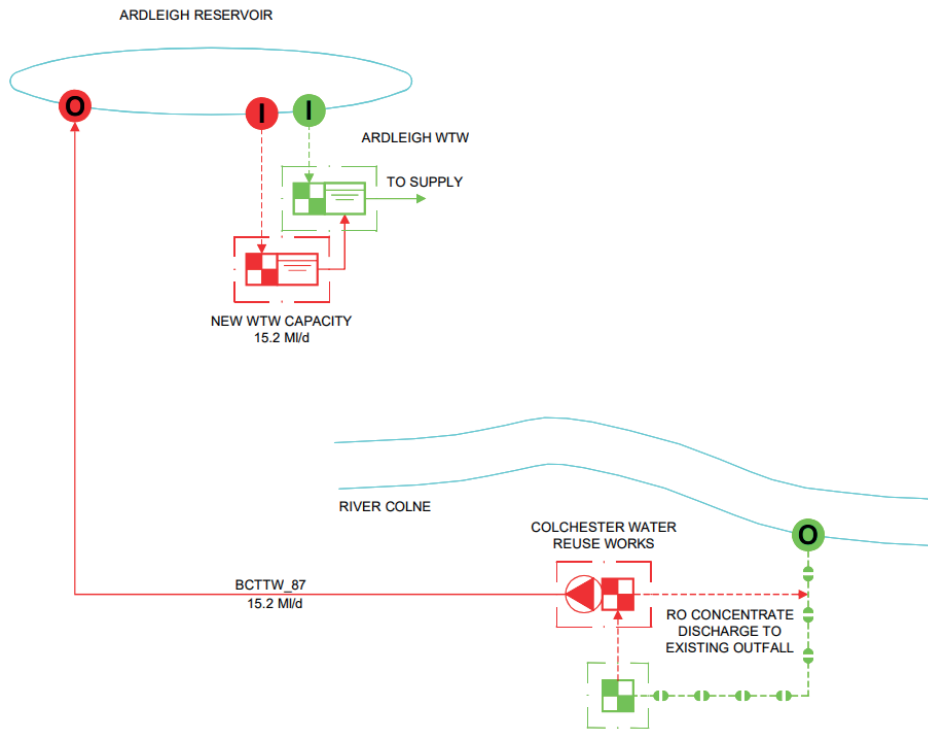 ARDLEIGH RESERVOIR
O
I
I
ARDLEIGH WTW
TO SUPPLY
NEW WTW CAPACITY
15.2 Ml/d
RIVER COLNE
COLCHESTER WATER
REUSE WORKS
O
BCTTW_87
15.2 Ml/d
RO CONCENTRATE
DISCHARGE TO
EXISTING OUTFALL